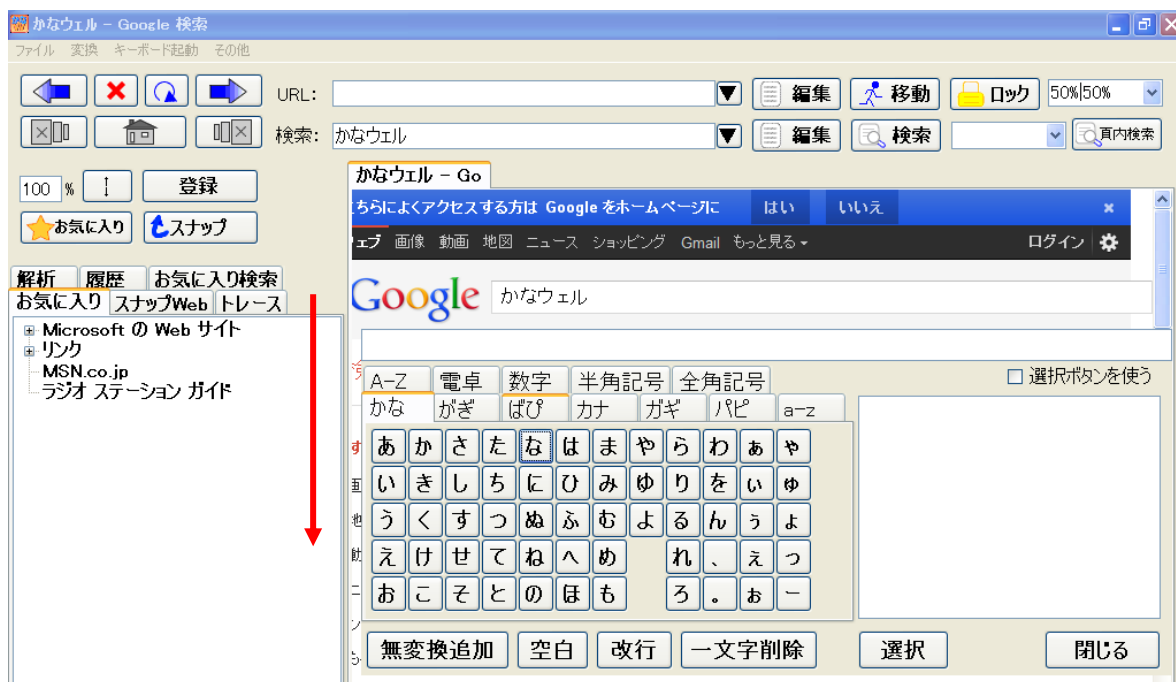 かなウェル - Google 検索
ファイル 変換 キーボード起動 その他
URL: 編集 移動 ロック 50%|50%
検索: かなウェル 編集 検索 頁内検索
100 % 登録
お気に入り スナップ
解析 履歴 お気に入り検索
お気に入り スナップWeb トレース
Microsoft の Web サイト
リンク
MSN.co.jp
ラジオ ステーション ガイド
かなウェル - Go
ちらによくアクセスする方は Google をホームページに はい いいえ ×
ェブ 画像 動画 地図 ニュース ショッピング Gmail もっと見る ログイン
Google かなウェル
A-Z 電卓 数字 半角記号 全角記号 選択ボタンを使う
かな がぎ ばぴ カナ ガギ パピ a-z
あ か さ た な は ま や ら わ ぁ ゃ
い き し ち に ひ み ゆ り を ぃ ゅ
う く す つ ぬ ふ む よ る ん ぅ ょ
え け せ て ね へ め れ 、 ぇ っ
お こ そ と の ほ も ろ 。 ぉ ー
無変換追加 空白 改行 一文字削除 選択 閉じる